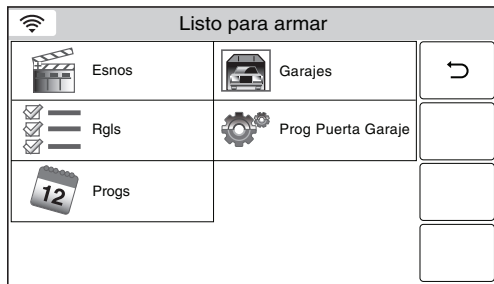 Listo para armar
Esnos
Garajes
Rgls
Prog Puerta Garaje
12
Progs